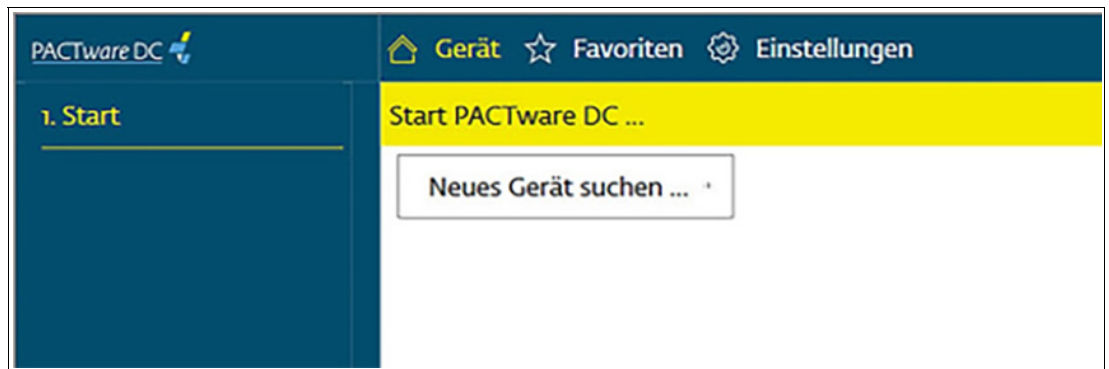 PACTware DC
Gerät Favoriten Einstellungen
1. Start
Start PACTware DC ...
Neues Gerät suchen ...